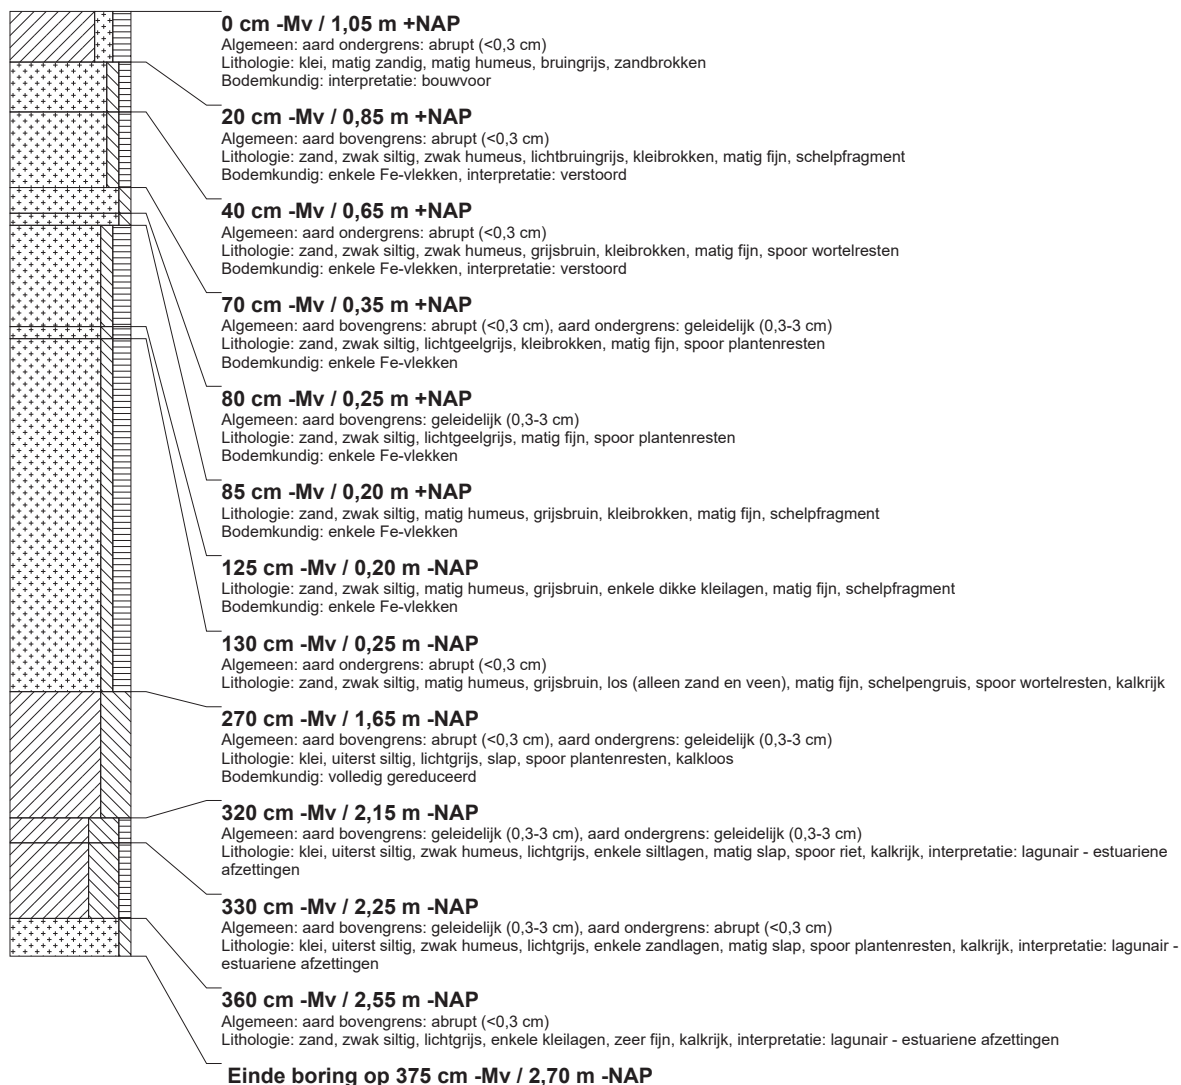 0 cm -Mv / 1,05 m +NAP
Algemeen: aard ondergrens: abrupt (<0,3 cm)
Lithologie: klei, matig zandig, matig humeus, bruingrijs, zandbrokken
Bodemkundig: interpretatie: bouwvoor
20 cm -Mv / 0,85 m +NAP
Algemeen: aard bovengrens: abrupt (<0,3 cm)
Lithologie: zand, zwak siltig, zwak humeus, lichtbruingrijs, kleibrokken, matig fijn, schelpfragment
Bodemkundig: enkele Fe-vlekken, interpretatie: verstoord
40 cm -Mv / 0,65 m +NAP
Algemeen: aard ondergrens: abrupt (<0,3 cm)
Lithologie: zand, zwak siltig, zwak humeus, grijsbruin, kleibrokken, matig fijn, spoor wortelresten
Bodemkundig: enkele Fe-vlekken, interpretatie: verstoord
70 cm -Mv / 0,35 m +NAP
Algemeen: aard bovengrens: abrupt (<0,3 cm), aard ondergrens: geleidelijk (0,3-3 cm)
Lithologie: zand, zwak siltig, lichtgeelgrijs, kleibrokken, matig fijn, spoor plantenresten
Bodemkundig: enkele Fe-vlekken
80 cm -Mv / 0,25 m +NAP
Algemeen: aard bovengrens: geleidelijk (0,3-3 cm)
Lithologie: zand, zwak siltig, lichtgeelgrijs, matig fijn, spoor plantenresten
Bodemkundig: enkele Fe-vlekken
85 cm -Mv / 0,20 m +NAP
Lithologie: zand, zwak siltig, matig humeus, grijsbruin, kleibrokken, matig fijn, schelpfragment
Bodemkundig: enkele Fe-vlekken
125 cm -Mv / 0,20 m -NAP
Lithologie: zand, zwak siltig, matig humeus, grijsbruin, enkele dikke kleilagen, matig fijn, schelpfragment
Bodemkundig: enkele Fe-vlekken
130 cm -Mv / 0,25 m -NAP
Algemeen: aard ondergrens: abrupt (<0,3 cm)
Lithologie: zand, zwak siltig, matig humeus, grijsbruin, los (alleen zand en veen), matig fijn, schelpengruis, spoor wortelresten, kalkrijk
270 cm -Mv / 1,65 m -NAP
Algemeen: aard bovengrens: abrupt (<0,3 cm), aard ondergrens: geleidelijk (0,3-3 cm)
Lithologie: klei, uiterst siltig, lichtgrijs, slap, spoor plantenresten, kalkloos
Bodemkundig: volledig gereduceerd
320 cm -Mv / 2,15 m -NAP
Algemeen: aard bovengrens: geleidelijk (0,3-3 cm), aard ondergrens: geleidelijk (0,3-3 cm)
Lithologie: klei, uiterst siltig, zwak humeus, lichtgrijs, enkele siltlagen, matig slap, spoor riet, kalkrijk, interpretatie: lagunair - estuariene
afzettingen
330 cm -Mv / 2,25 m -NAP
Algemeen: aard bovengrens: geleidelijk (0,3-3 cm), aard ondergrens: abrupt (<0,3 cm)
Lithologie: klei, uiterst siltig, zwak humeus, lichtgrijs, enkele zandlagen, matig slap, spoor plantenresten, kalkrijk, interpretatie: lagunair -
estuariene afzettingen
360 cm -Mv / 2,55 m -NAP
Algemeen: aard bovengrens: abrupt (<0,3 cm)
Lithologie: zand, zwak siltig, lichtgrijs, enkele kleilagen, zeer fijn, kalkrijk, interpretatie: lagunair - estuariene afzettingen
Einde boring op 375 cm -Mv / 2,70 m -NAP